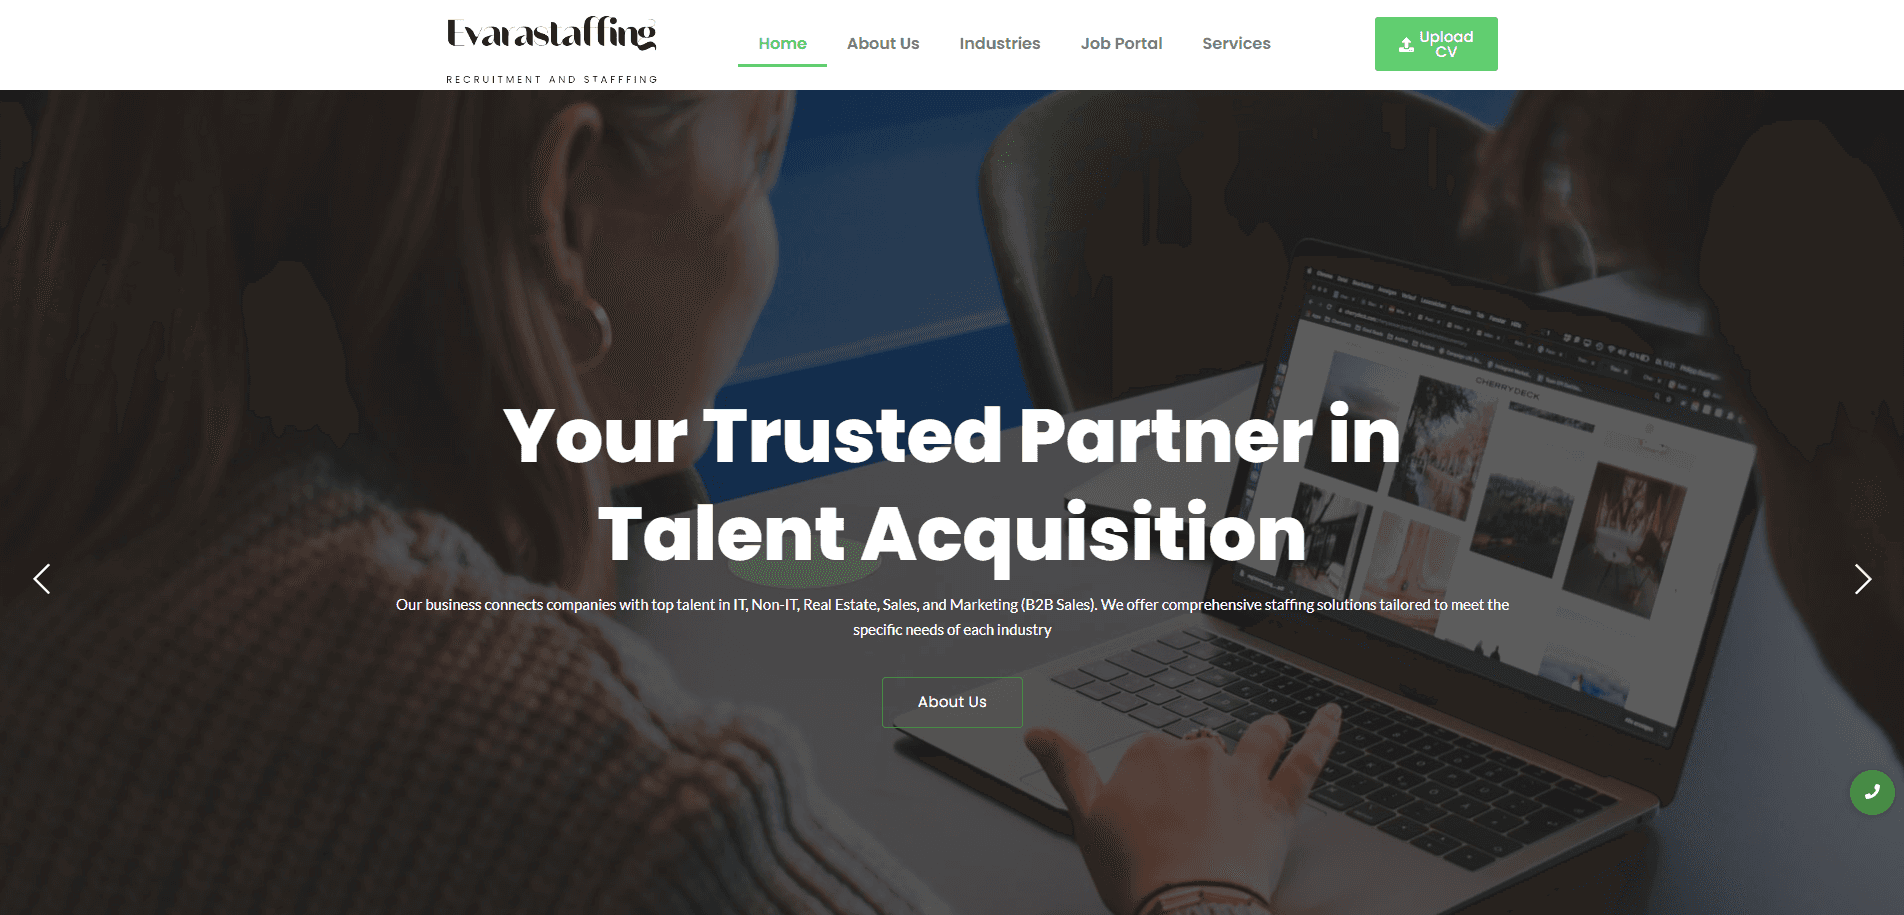 Evarastaffing
RECRUITMENT AND STAFFFING
Home
About Us
Industries
Job Portal
Services
Upload
CV
CHERRYDECK
Your Trusted Partner in
Talent Acquisition
Our business connects companies with top talent in IT, Non-IT, Real Estate, Sales, and Marketing (B2B Sales). We offer comprehensive staffing solutions tailored to meet the
specific needs of each industry
About Us